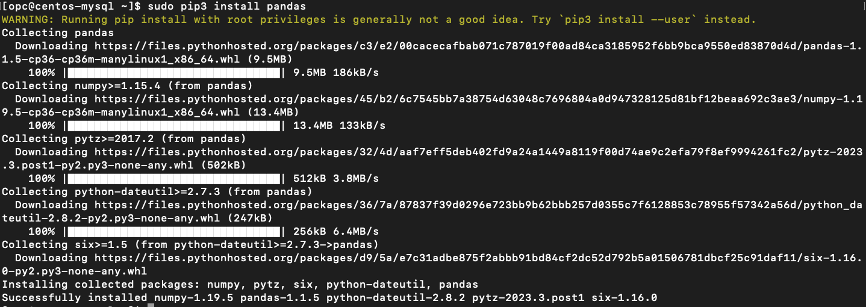 [opc@centos-mysql ~]$ sudo pip3 install pandas
WARNING: Running pip install with root privileges is generally not a good idea. Try `pip3 install --user` instead.
Collecting pandas
  Downloading https://files.pythonhosted.org/packages/c3/e2/00cacecafbab071c787019f00ad84ca3185952f6bb9bca9550ed83870d4d/pandas-1.
1.5-cp36-cp36m-manylinux1_x86_64.whl (9.5MB)
    100% |████████████████████████████████| 9.5MB 186kB/s
Collecting numpy>=1.15.4 (from pandas)
  Downloading https://files.pythonhosted.org/packages/45/b2/6c7545bb7a38754d63048c7696804a0d947328125d81bf12beaa692c3ae3/numpy-1.1
9.5-cp36-cp36m-manylinux1_x86_64.whl (13.4MB)
    100% |████████████████████████████████| 13.4MB 133kB/s
Collecting pytz>=2017.2 (from pandas)
  Downloading https://files.pythonhosted.org/packages/32/4d/aaf7eff5deb402fd9a24a1449a8119f00d74ae9c2efa79f8ef9994261fc2/pytz-2023
.3.post1-py2.py3-none-any.whl (502kB)
    100% |████████████████████████████████| 512kB 3.8MB/s
Collecting python-dateutil>=2.7.3 (from pandas)
  Downloading https://files.pythonhosted.org/packages/36/7a/87837f39d0296e723bb9b62bbb257d0355c7f6128853c78955f57342a56d/python_da
teutil-2.8.2-py2.py3-none-any.whl (247kB)
    100% |████████████████████████████████| 256kB 6.4MB/s
Collecting six>=1.5 (from python-dateutil>=2.7.3->pandas)
  Downloading https://files.pythonhosted.org/packages/d9/5a/e7c31adbe875f2abbb91bd84cf2dc52d792b5a01506781dbcf25c91daf11/six-1.16.
0-py2.py3-none-any.whl
Installing collected packages: numpy, pytz, six, python-dateutil, pandas
Successfully installed numpy-1.19.5 pandas-1.1.5 python-dateutil-2.8.2 pytz-2023.3.post1 six-1.16.0